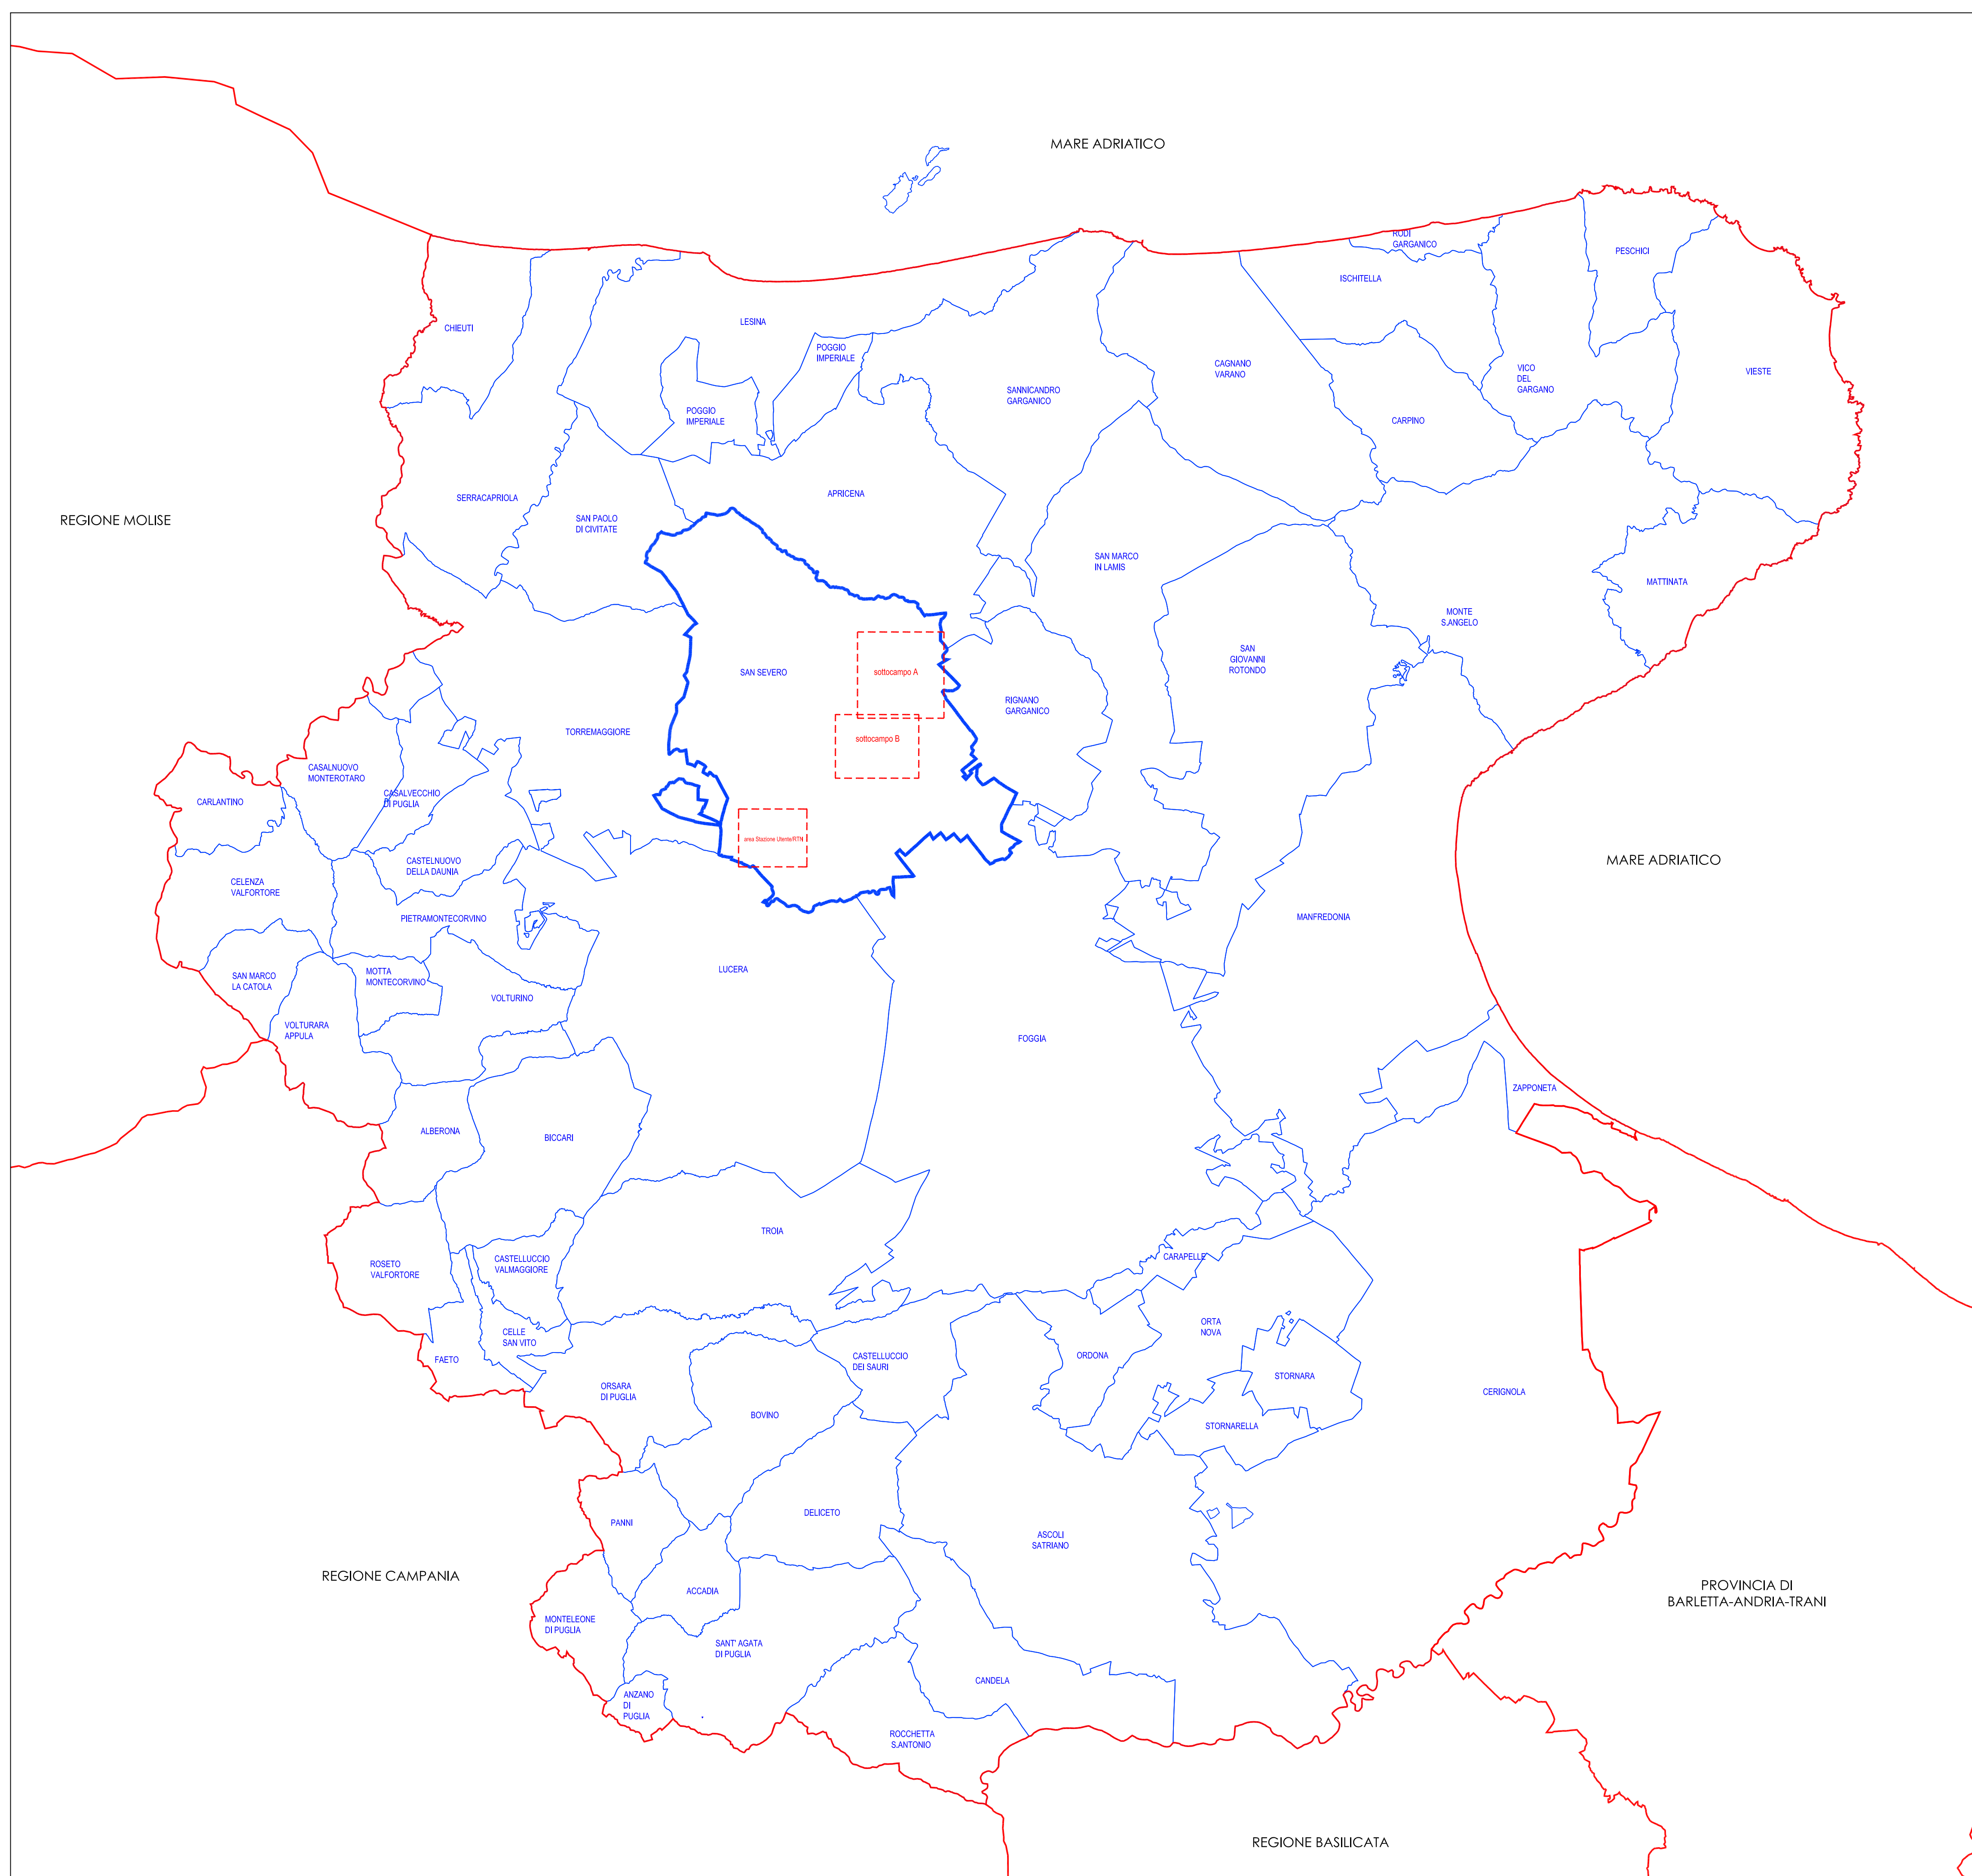 MARE ADRIATICO
RODI
GARGANICO
PESCHICI
ISCHITELLA
CHIEUTI
LESINA
POGGIO
IMPERIALE
CAGNANO
VARANO
VICO
DEL
GARGANO
VIESTE
SANNICANDRO
GARGANICO
POGGIO
IMPERIALE
CARPINO
SERRACAPRIOLA
APRICENA
REGIONE MOLISE
SAN PAOLO
DI CIVITATE
SAN MARCO
IN LAMIS
MATTINATA
MONTE
S.ANGELO
SAN
GIOVANNI
ROTONDO
SAN SEVERO
sottocampo A
RIGNANO
GARGANICO
TORREMAGGIORE
sottocampo B
CASALNUOVO
MONTEROTARO
CASALVECCHIO
DI PUGLIA
CARLANTINO
area Stazione Utente/RTN
CASTELNUOVO
DELLA DAUNIA
MARE ADRIATICO
CELENZA
VALFORTORE
PIETRAMONTECORVINO
MANFREDONIA
LUCERA
MOTTA
MONTECORVINO
SAN MARCO
LA CATOLA
VOLTURINO
VOLTURARA
APPULA
FOGGIA
ZAPPONETA
ALBERONA
BICCARI
TROIA
CARAPELLE
CASTELLUCCIO
VALMAGGIORE
ROSETO
VALFORTORE
ORTA
NOVA
CELLE
SAN VITO
FAETO
CASTELLUCCIO
DEI SAURI
ORDONA
STORNARA
ORSARA
DI PUGLIA
CERIGNOLA
BOVINO
STORNARELLA
DELICETO
PANNI
ASCOLI
SATRIANO
REGIONE CAMPANIA
ACCADIA
PROVINCIA DI
BARLETTA-ANDRIA-TRANI
MONTELEONE
DI PUGLIA
SANT' AGATA
DI PUGLIA
CANDELA
ANZANO
DI
PUGLIA
ROCCHETTA
S.ANTONIO
REGIONE BASILICATA